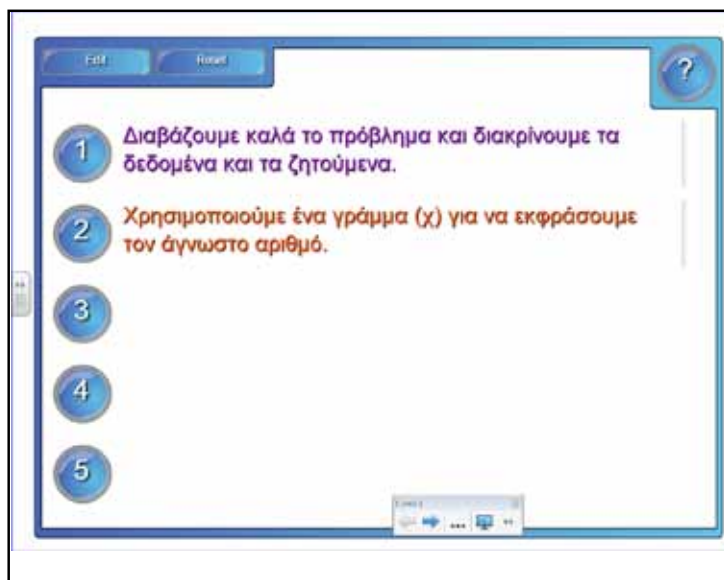 Edit
Reset
?
1
Διαβάζουμε καλά το πρόβλημα και διακρίνουμε τα
δεδομένα και τα ζητούμενα.
2
Χρησιμοποιούμε ένα γράμμα (χ) για να εκφράσουμε
τον άγνωστο αριθμό.
3
4
5